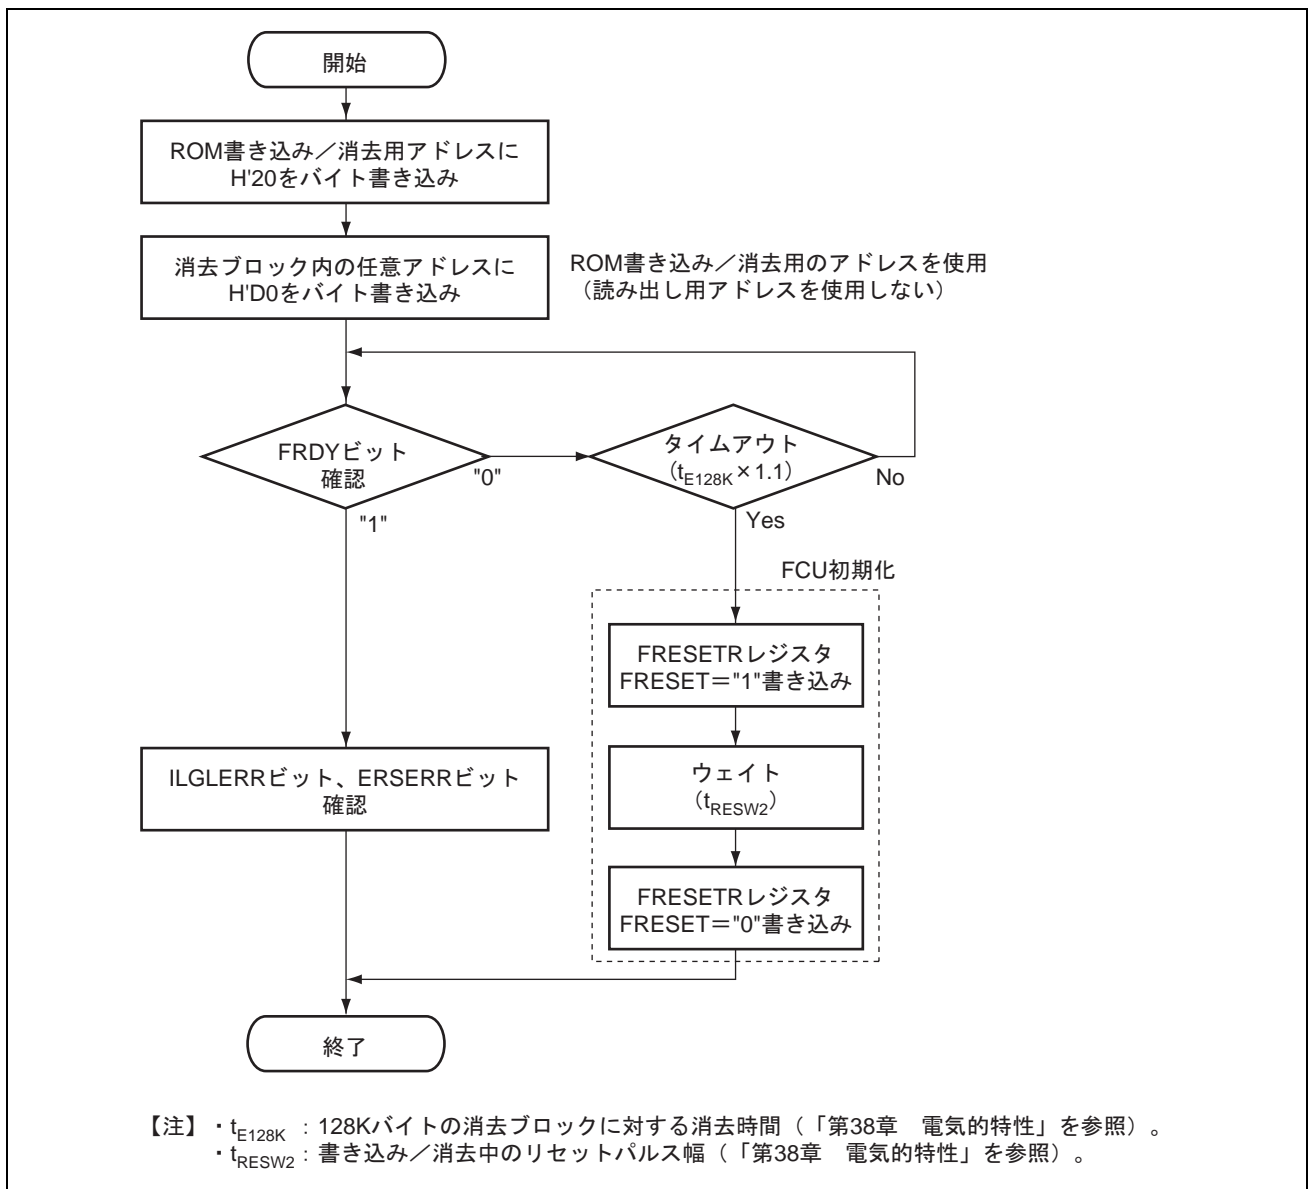 開始
ROM書き込み／消去用アドレスに
H'20をバイト書き込み
消去ブロック内の任意アドレスに
H'D0をバイト書き込み
ROM書き込み／消去用のアドレスを使用
（読み出し用アドレスを使用しない）
FRDYビット
確認
"0"
"1"
タイムアウト
（tE128K×1.1）
No
Yes
FCU初期化
FRESETRレジスタ
FRESET＝"1"書き込み
ウェイト
（tRESW2）
FRESETRレジスタ
FRESET＝"0"書き込み
ILGLERRビット、ERSERRビット
確認
終了
【注】・tE128K ：128Kバイトの消去ブロックに対する消去時間（「第38章　電気的特性」を参照）。
・tRESW2：書き込み／消去中のリセットパルス幅（「第38章　電気的特性」を参照）。